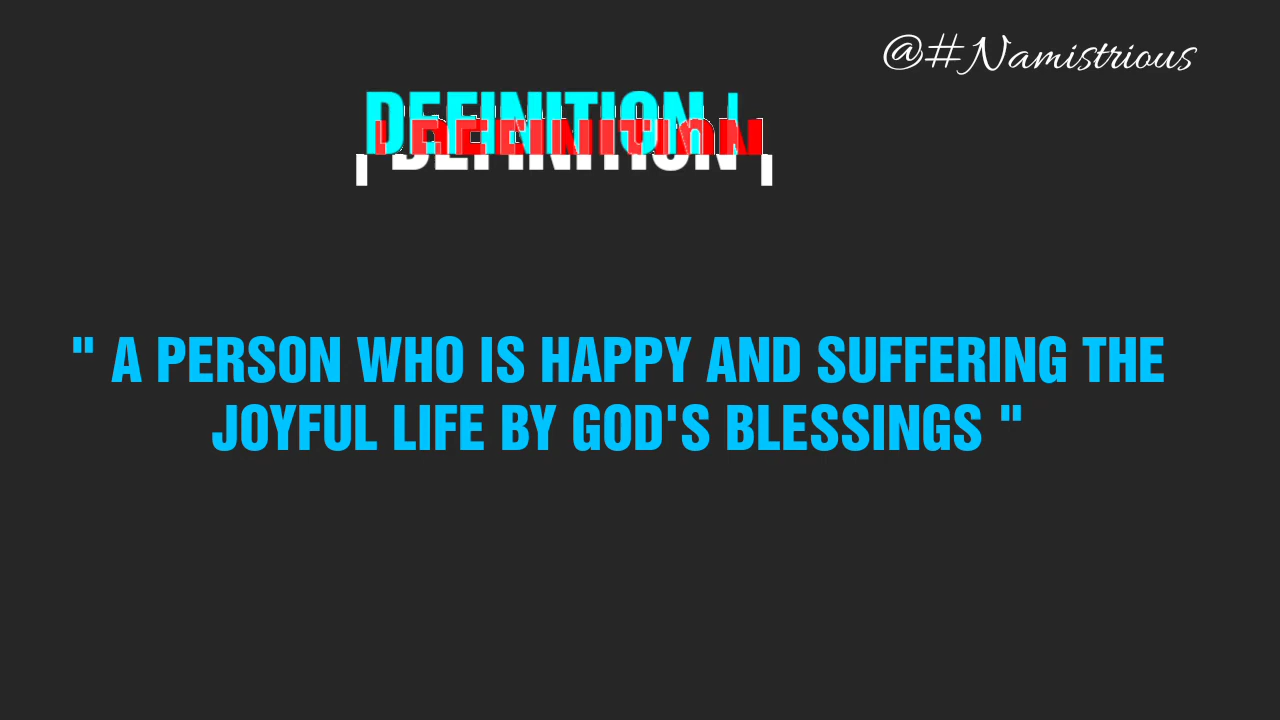 @#Namistrious
| DEFINITION |
" A PERSON WHO IS HAPPY AND SUFFERING THE
JOYFUL LIFE BY GOD'S BLESSINGS "